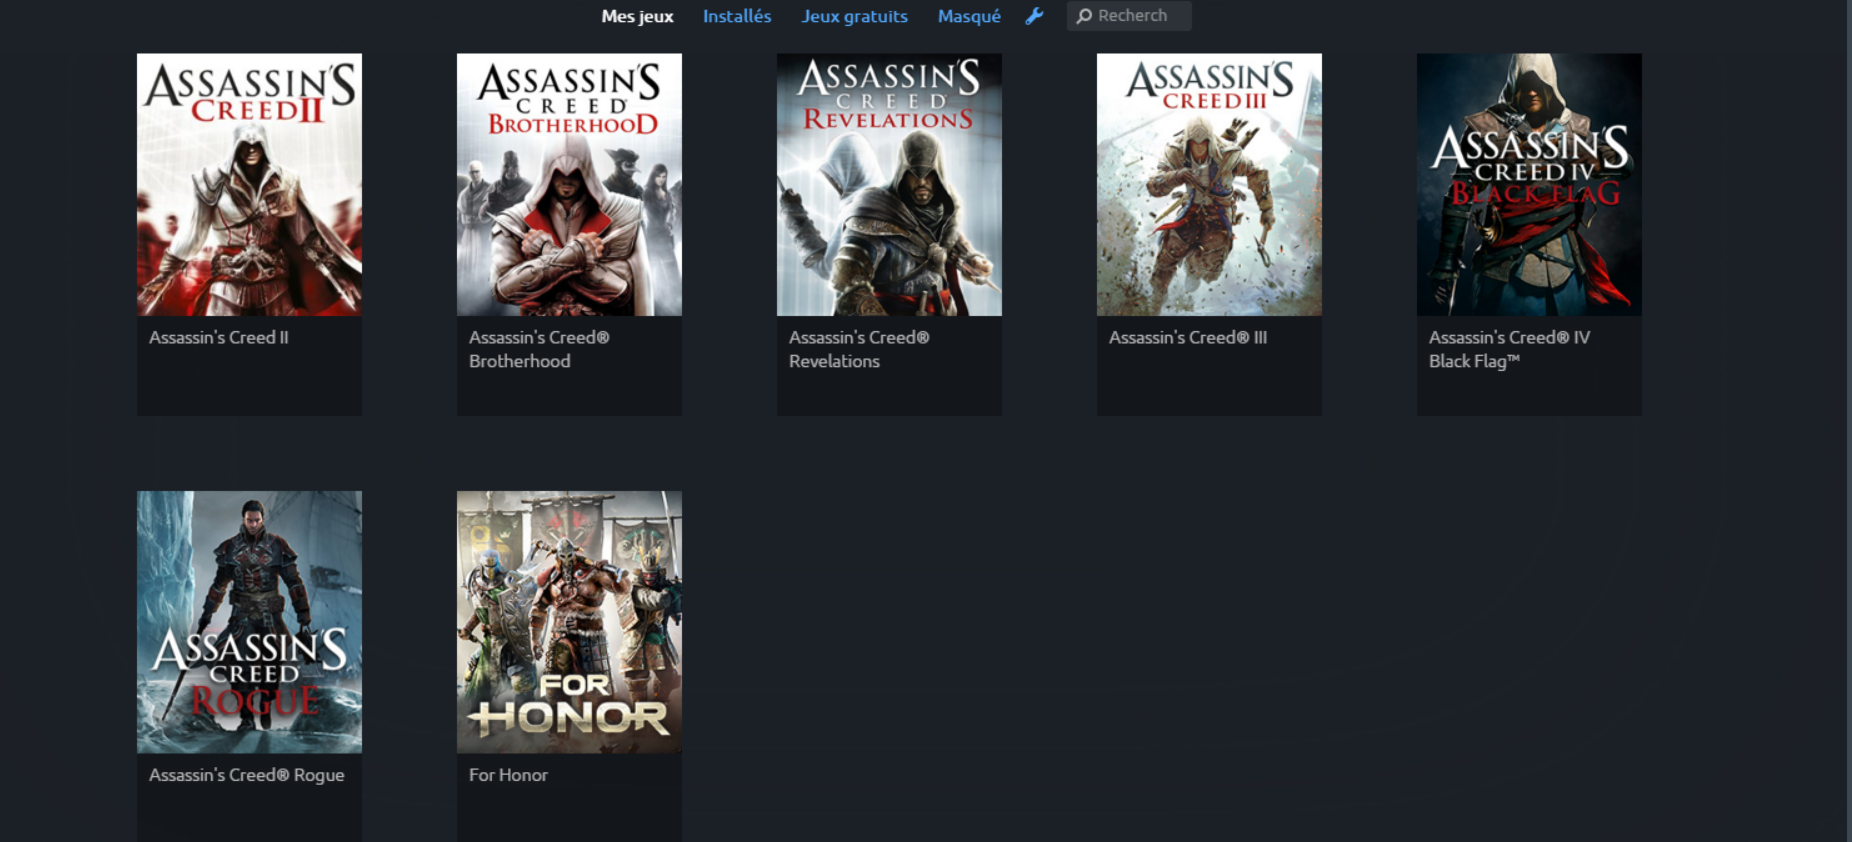 Mes jeux Installés Jeux gratuits Masqué Recherch
ASSASSIN'S
CREED II
ASSASSIN'S
CREED
BROTHERHOOD
ASSASSIN'S
CREED
REVELATIONS
ASSASSIN'S
CREED III
ASSASSIN'S
CREED IV
BLACK FLAG
Assassin's Creed II
Assassin's Creed®
Brotherhood
Assassin's Creed®
Revelations
Assassin's Creed® III
Assassin's Creed® IV
Black Flag™
ASSASSIN'S
CREED
ROGUE
FOR
HONOR
Assassin's Creed® Rogue
For Honor